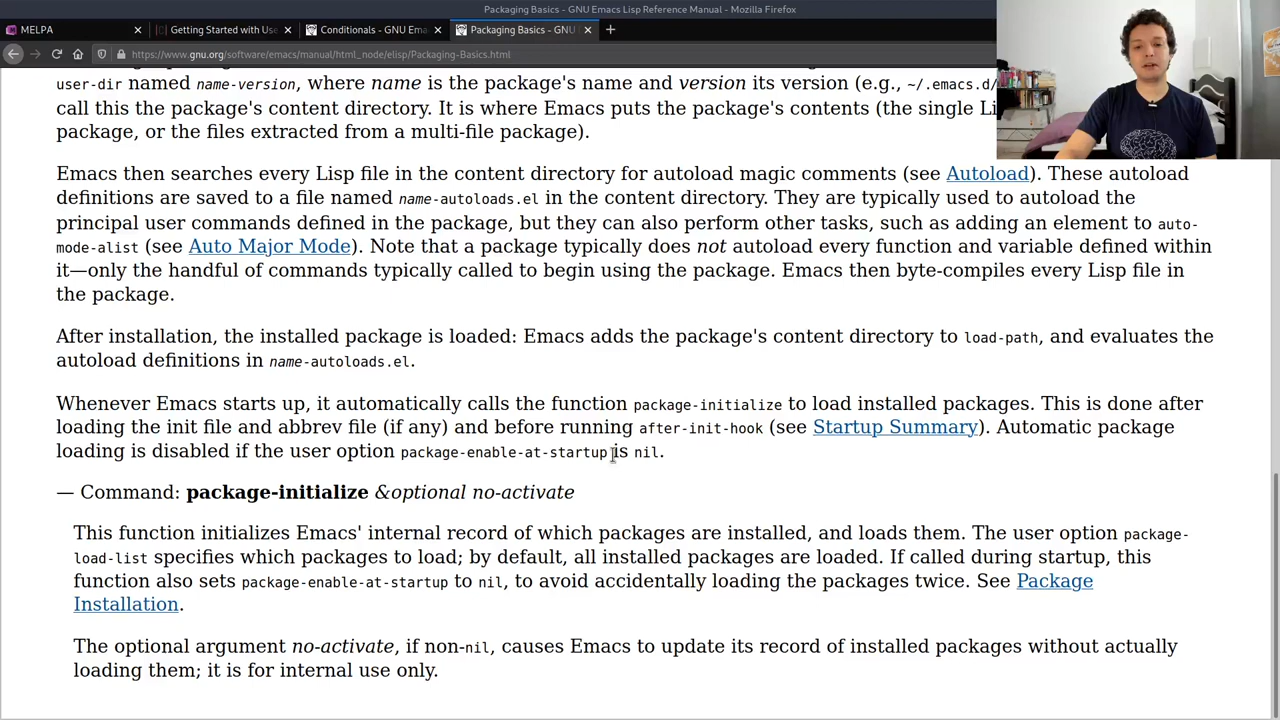 Packaging Basics - GNU Emacs Lisp Reference Manual - Mozilla Firefox
MELPA
Getting Started with Use
Conditionals - GNU Ema
Packaging Basics - GNU
https://www.gnu.org/software/emacs/manual/html_node/elisp/Packaging-Basics.html
user-dir named name-version, where name is the package's name and version its version (e.g., ~/.emacs.d/
call this the package's content directory. It is where Emacs puts the package's contents (the single Li
package, or the files extracted from a multi-file package).
Emacs then searches every Lisp file in the content directory for autoload magic comments (see Autoload). These autoload
definitions are saved to a file named name-autoloads.el in the content directory. They are typically used to autoload the
principal user commands defined in the package, but they can also perform other tasks, such as adding an element to auto-
mode-alist (see Auto Major Mode). Note that a package typically does not autoload every function and variable defined within
it—only the handful of commands typically called to begin using the package. Emacs then byte-compiles every Lisp file in
the package.
After installation, the installed package is loaded: Emacs adds the package's content directory to load-path, and evaluates the
autoload definitions in name-autoloads.el.
Whenever Emacs starts up, it automatically calls the function package-initialize to load installed packages. This is done after
loading the init file and abbrev file (if any) and before running after-init-hook (see Startup Summary). Automatic package
loading is disabled if the user option package-enable-at-startup is nil.
— Command: package-initialize &optional no-activate
This function initializes Emacs' internal record of which packages are installed, and loads them. The user option package-
load-list specifies which packages to load; by default, all installed packages are loaded. If called during startup, this
function also sets package-enable-at-startup to nil, to avoid accidentally loading the packages twice. See Package
Installation.
The optional argument no-activate, if non-nil, causes Emacs to update its record of installed packages without actually
loading them; it is for internal use only.